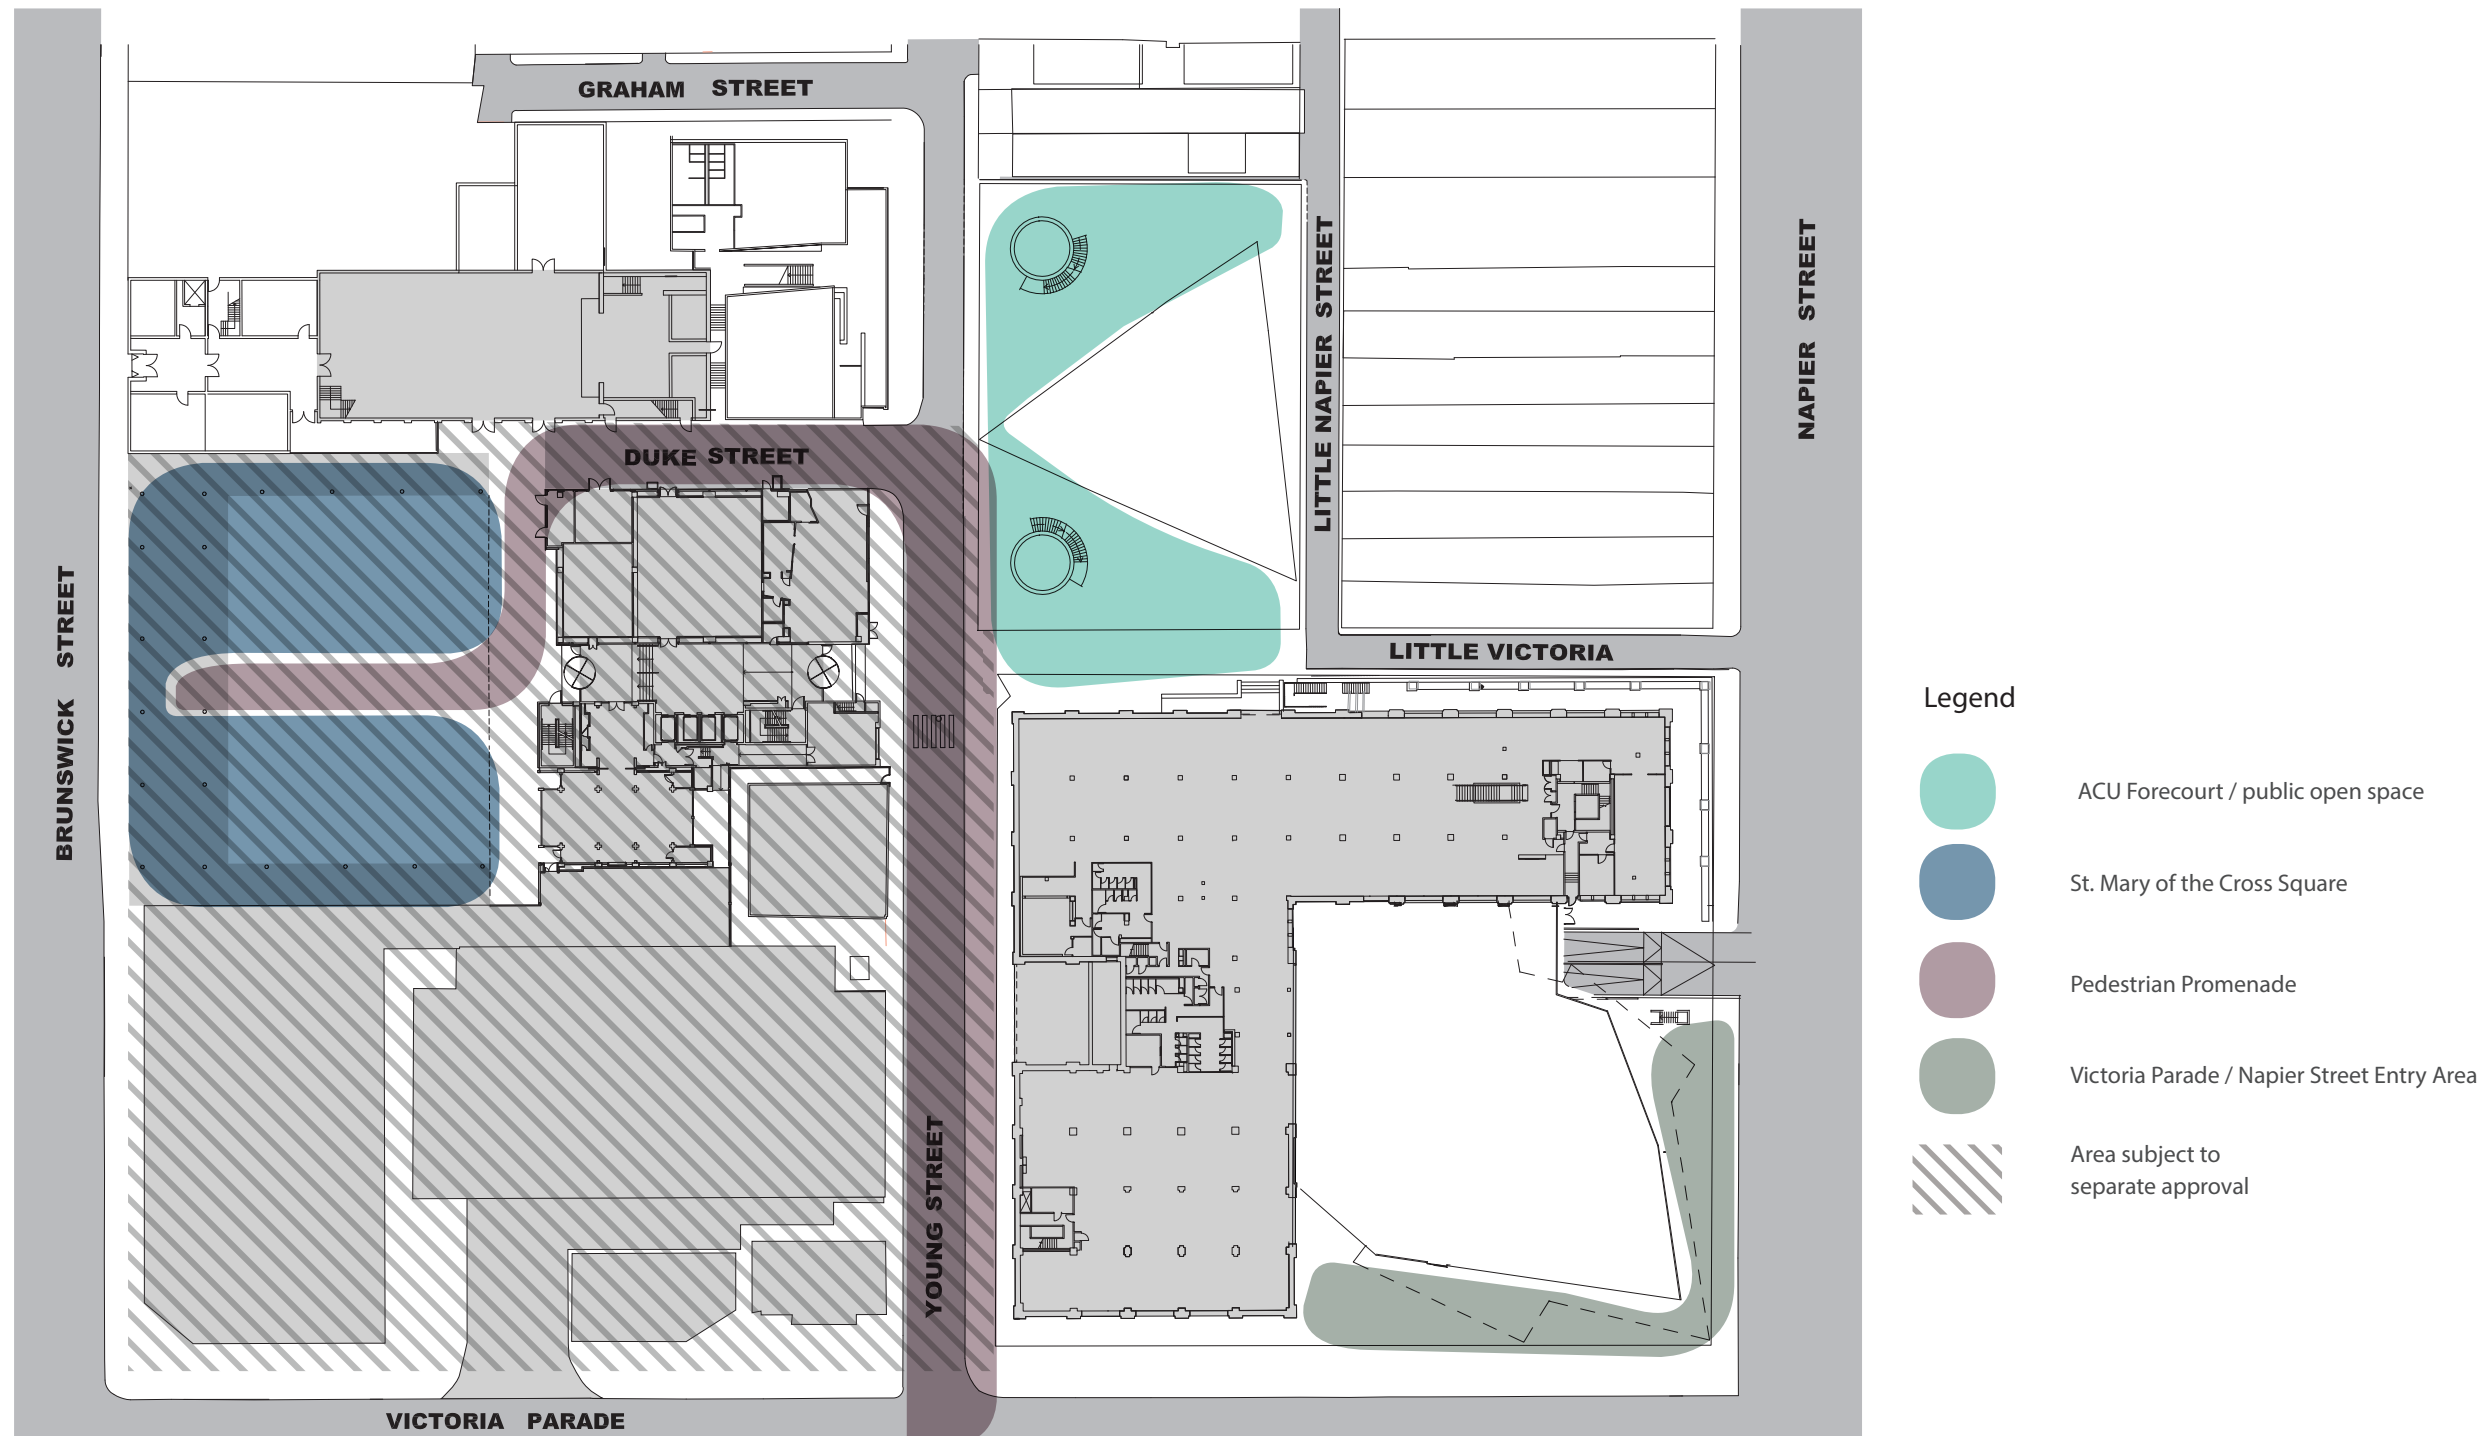 GRAHAM STREET
DUKE STREET
BRUNSWICK STREET
YOUNG STREET
LITTLE NAPIER STREET
NAPIER STREET
LITTLE VICTORIA
VICTORIA PARADE
Legend
ACU Forecourt / public open space
St. Mary of the Cross Square
Pedestrian Promenade
Victoria Parade / Napier Street Entry Area
Area subject to
separate approval